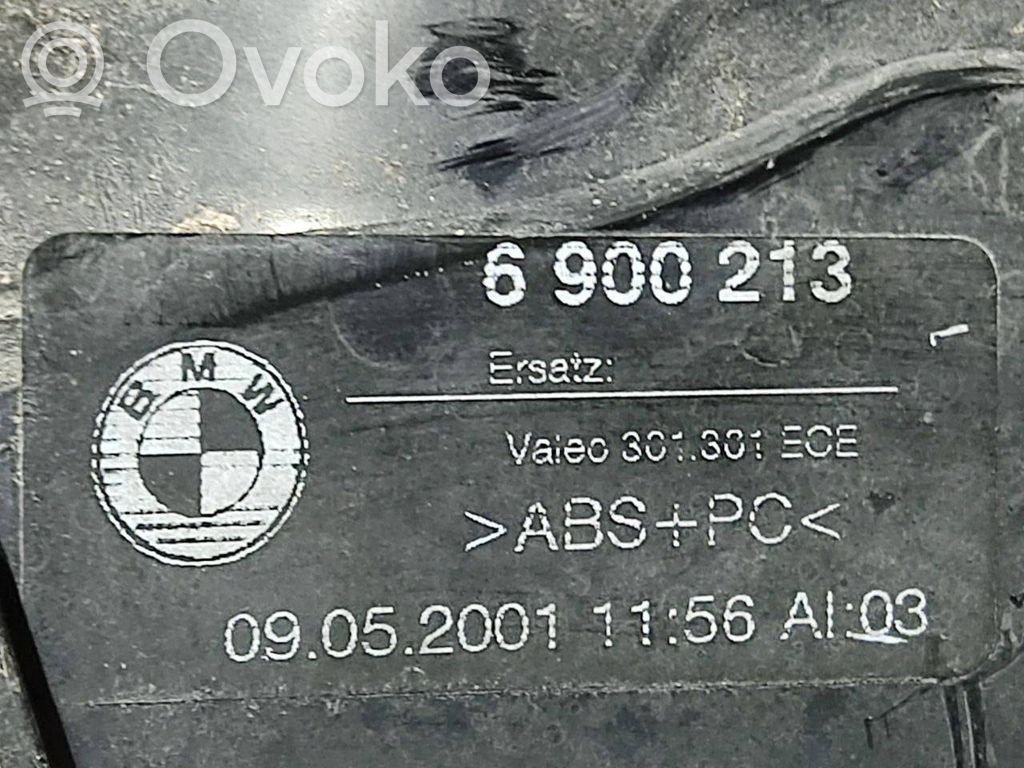 Ovoko
6 900 213
Ersatz:
BMW
Valeo 301.301 ECE
>ABS+PC<
09.05.2001 11:56 AI:03